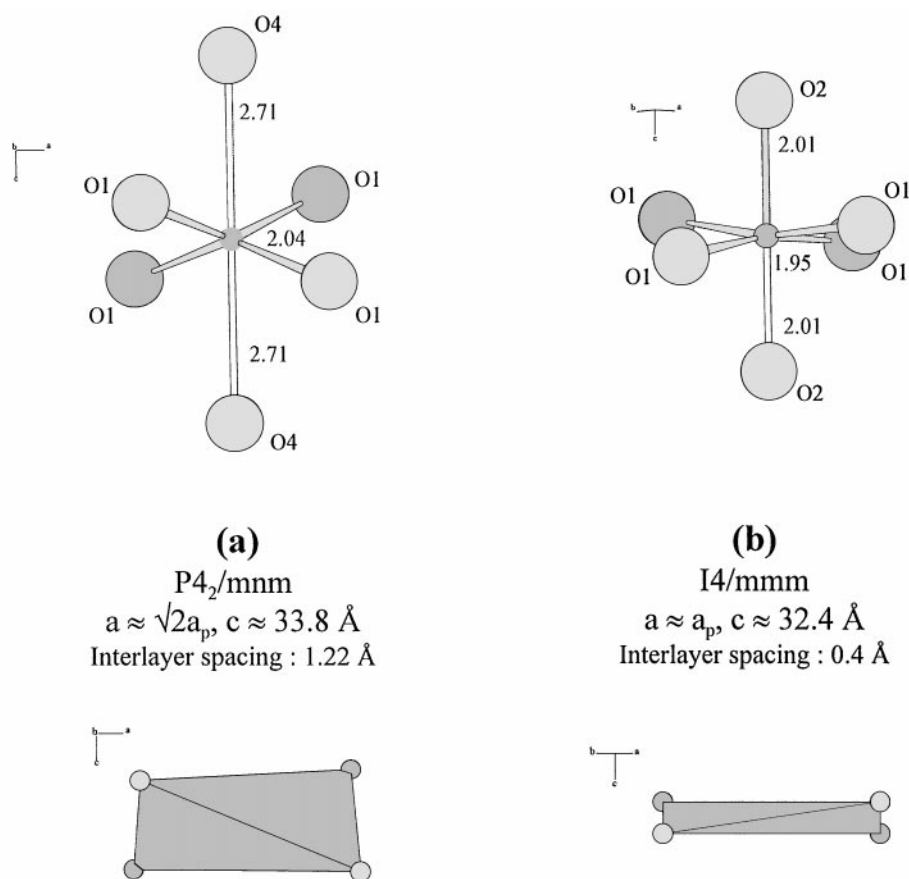 O4
2.71
b a
c
O1
O1
2.04
O1
O1
2.71
O4
(a)
P4₂/mnm
a ≈ √2aₚ, c ≈ 33.8 Å
Interlayer spacing : 1.22 Å
b a
c
O2
b a
c
2.01
O1
O1
1.95
O1
O1
2.01
O2
(b)
I4/mmm
a ≈ aₚ, c ≈ 32.4 Å
Interlayer spacing : 0.4 Å
b a
c